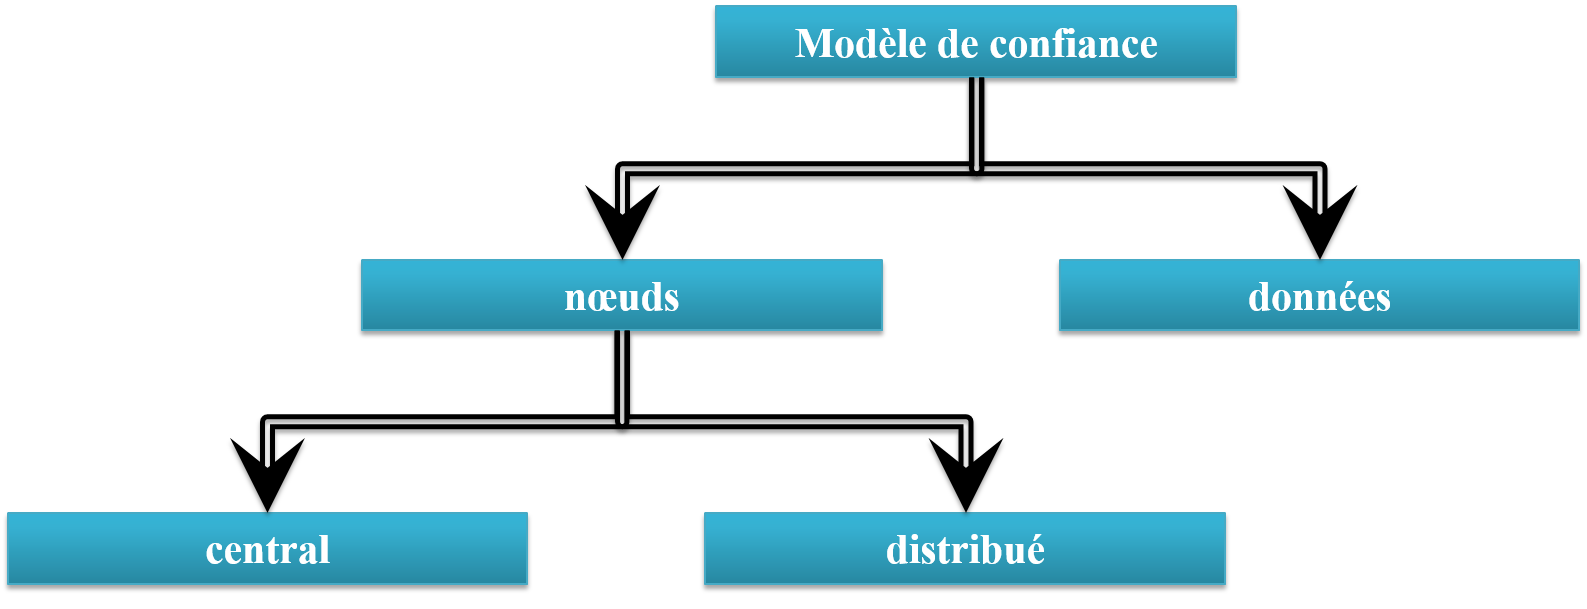 Modèle de confiance
nœuds
données
central
distribué